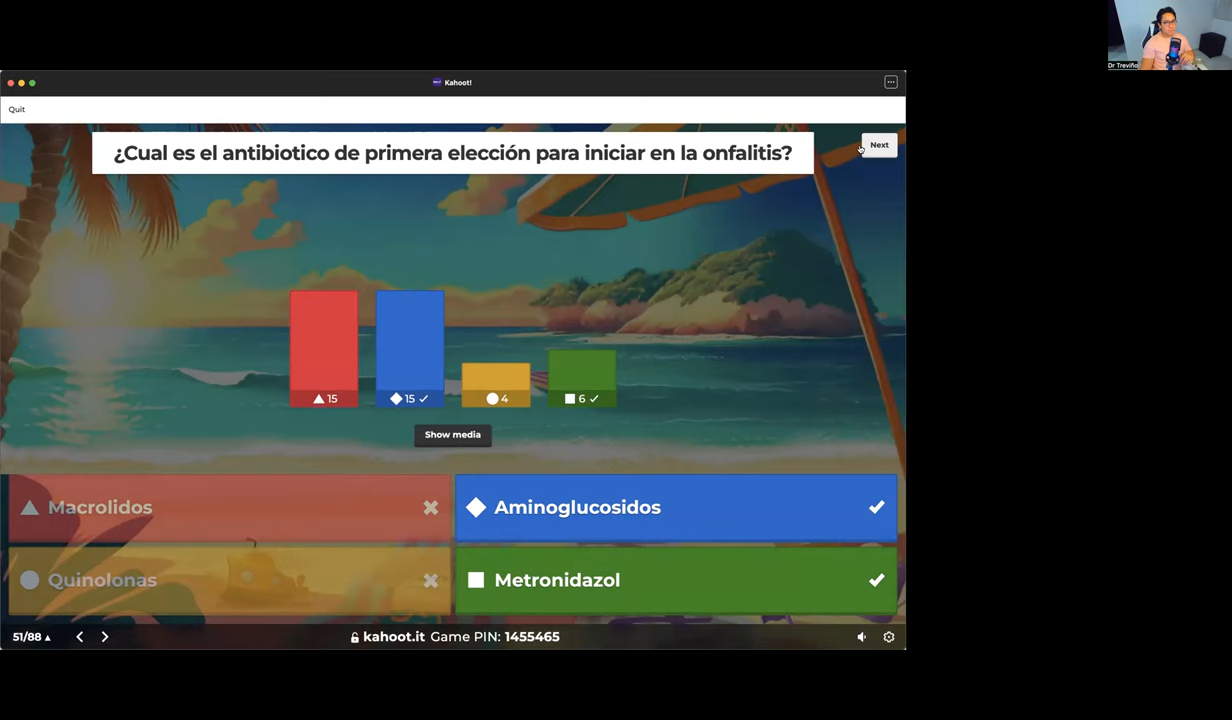 Dr Treviño
Kahoot!
Quit
¿Cual es el antibiotico de primera elección para iniciar en la onfalitis?
Next
15
15
4
6
Show media
Macrolidos
Aminoglucosidos
Quinolonas
Metronidazol
51/88
kahoot.it Game PIN: 1455465